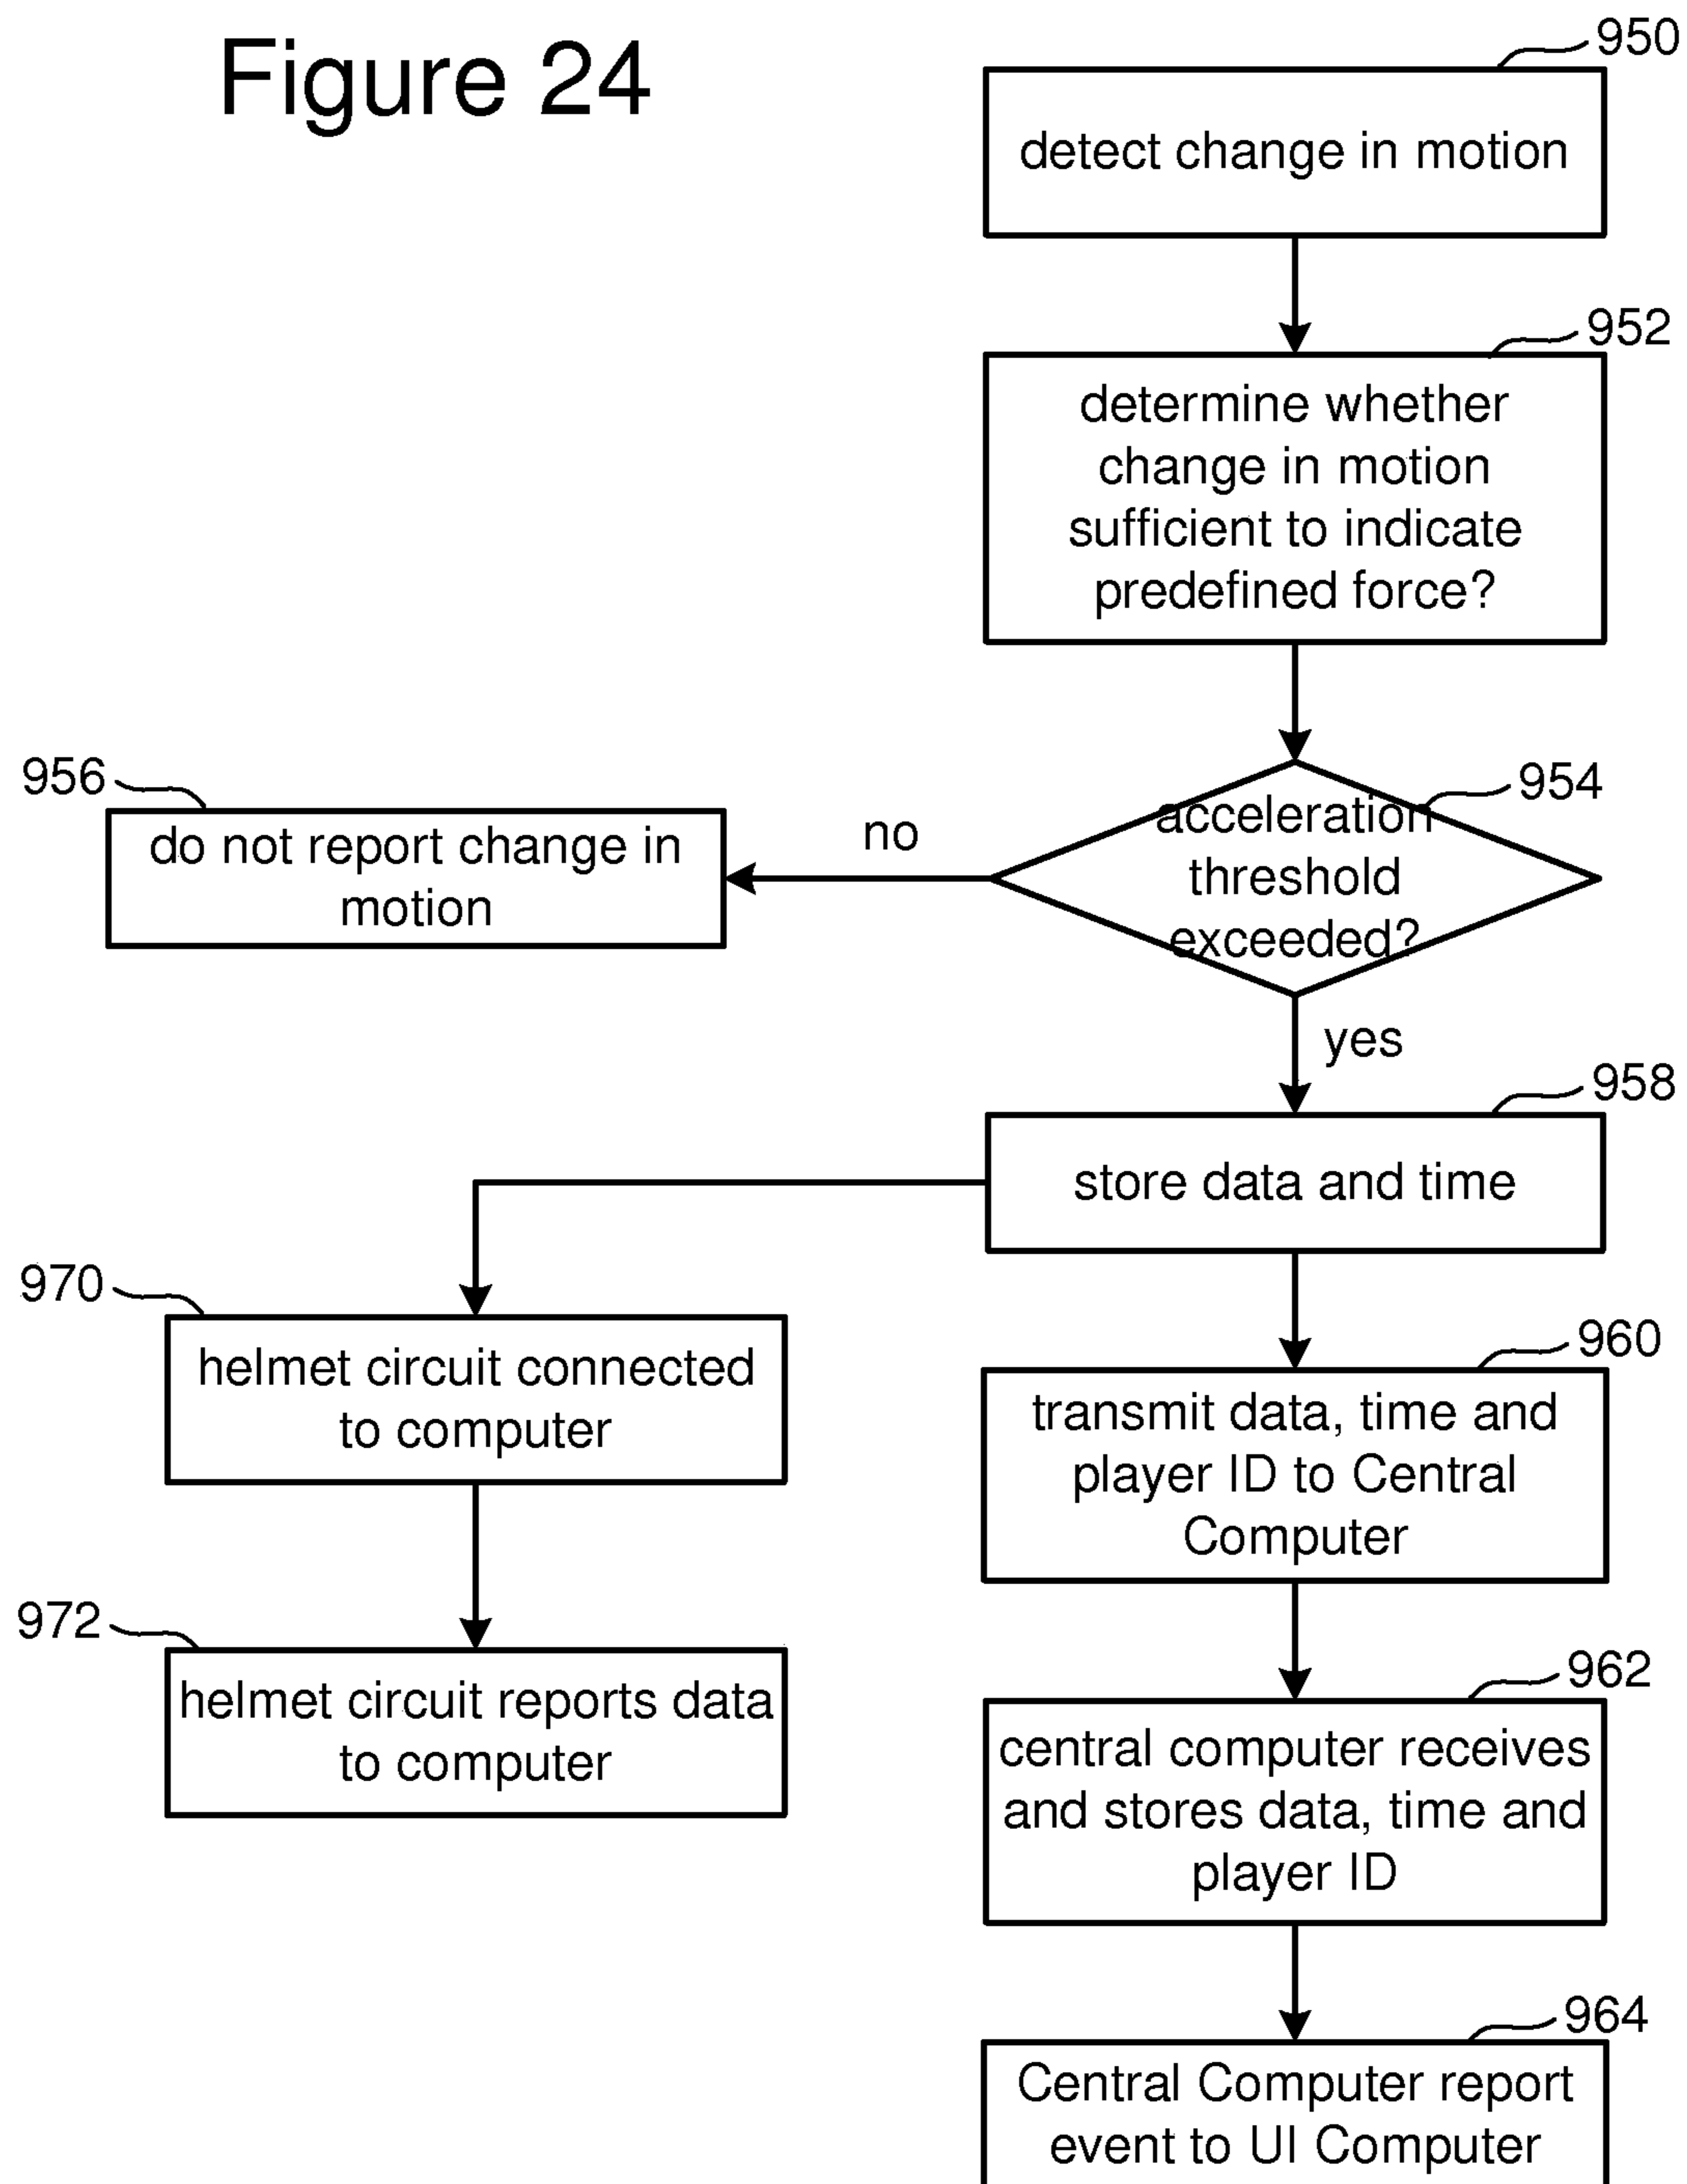 Figure 24
950
detect change in motion
952
determine whether
change in motion
sufficient to indicate
predefined force?
954
acceleration
threshold
exceeded?
no
956
do not report change in
motion
yes
958
store data and time
970
helmet circuit connected
to computer
972
helmet circuit reports data
to computer
960
transmit data, time and
player ID to Central
Computer
962
central computer receives
and stores data, time and
player ID
964
Central Computer report
event to UI Computer